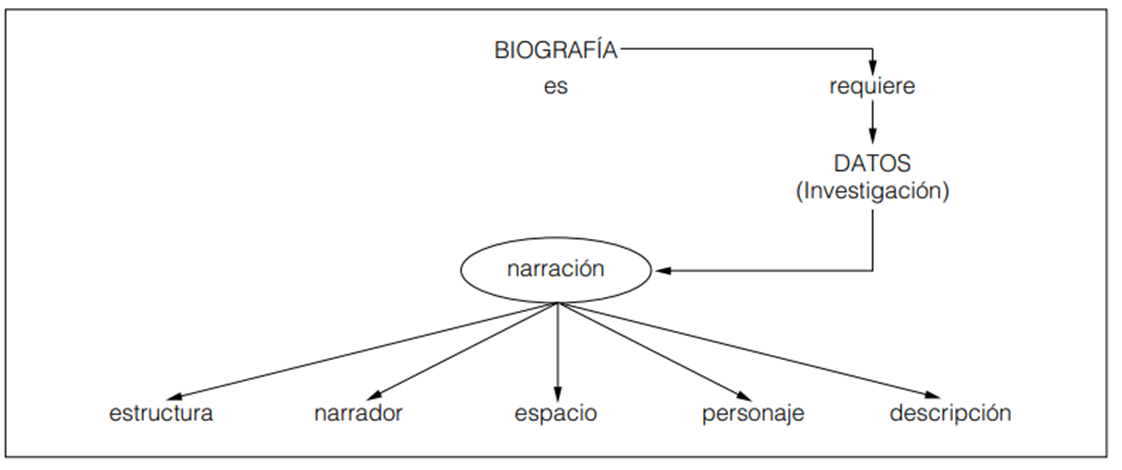 BIOGRAFÍA
es
requiere
DATOS
(Investigación)
narración
estructura
narrador
espacio
personaje
descripción